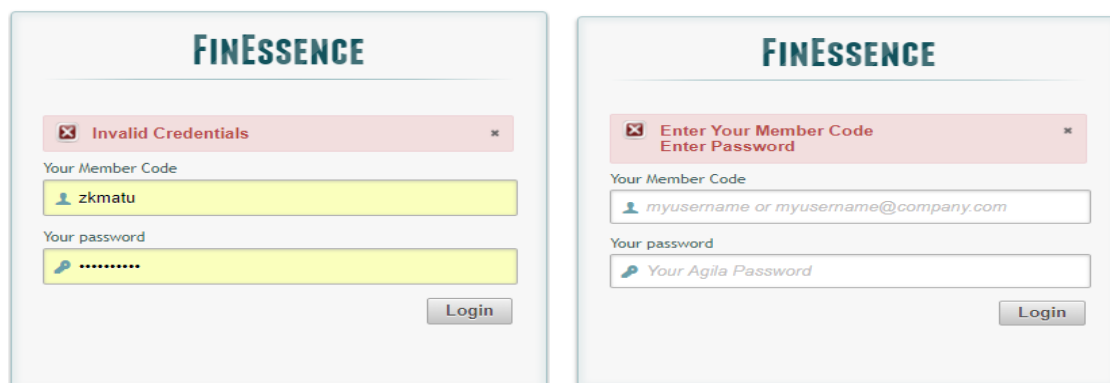 FINESSENCE
Invalid Credentials
Your Member Code
zkmatu
Your password
••••••••••
Login
FINESSENCE
Enter Your Member Code
Enter Password
Your Member Code
myusername or myusername@company.com
Your password
Your Agila Password
Login